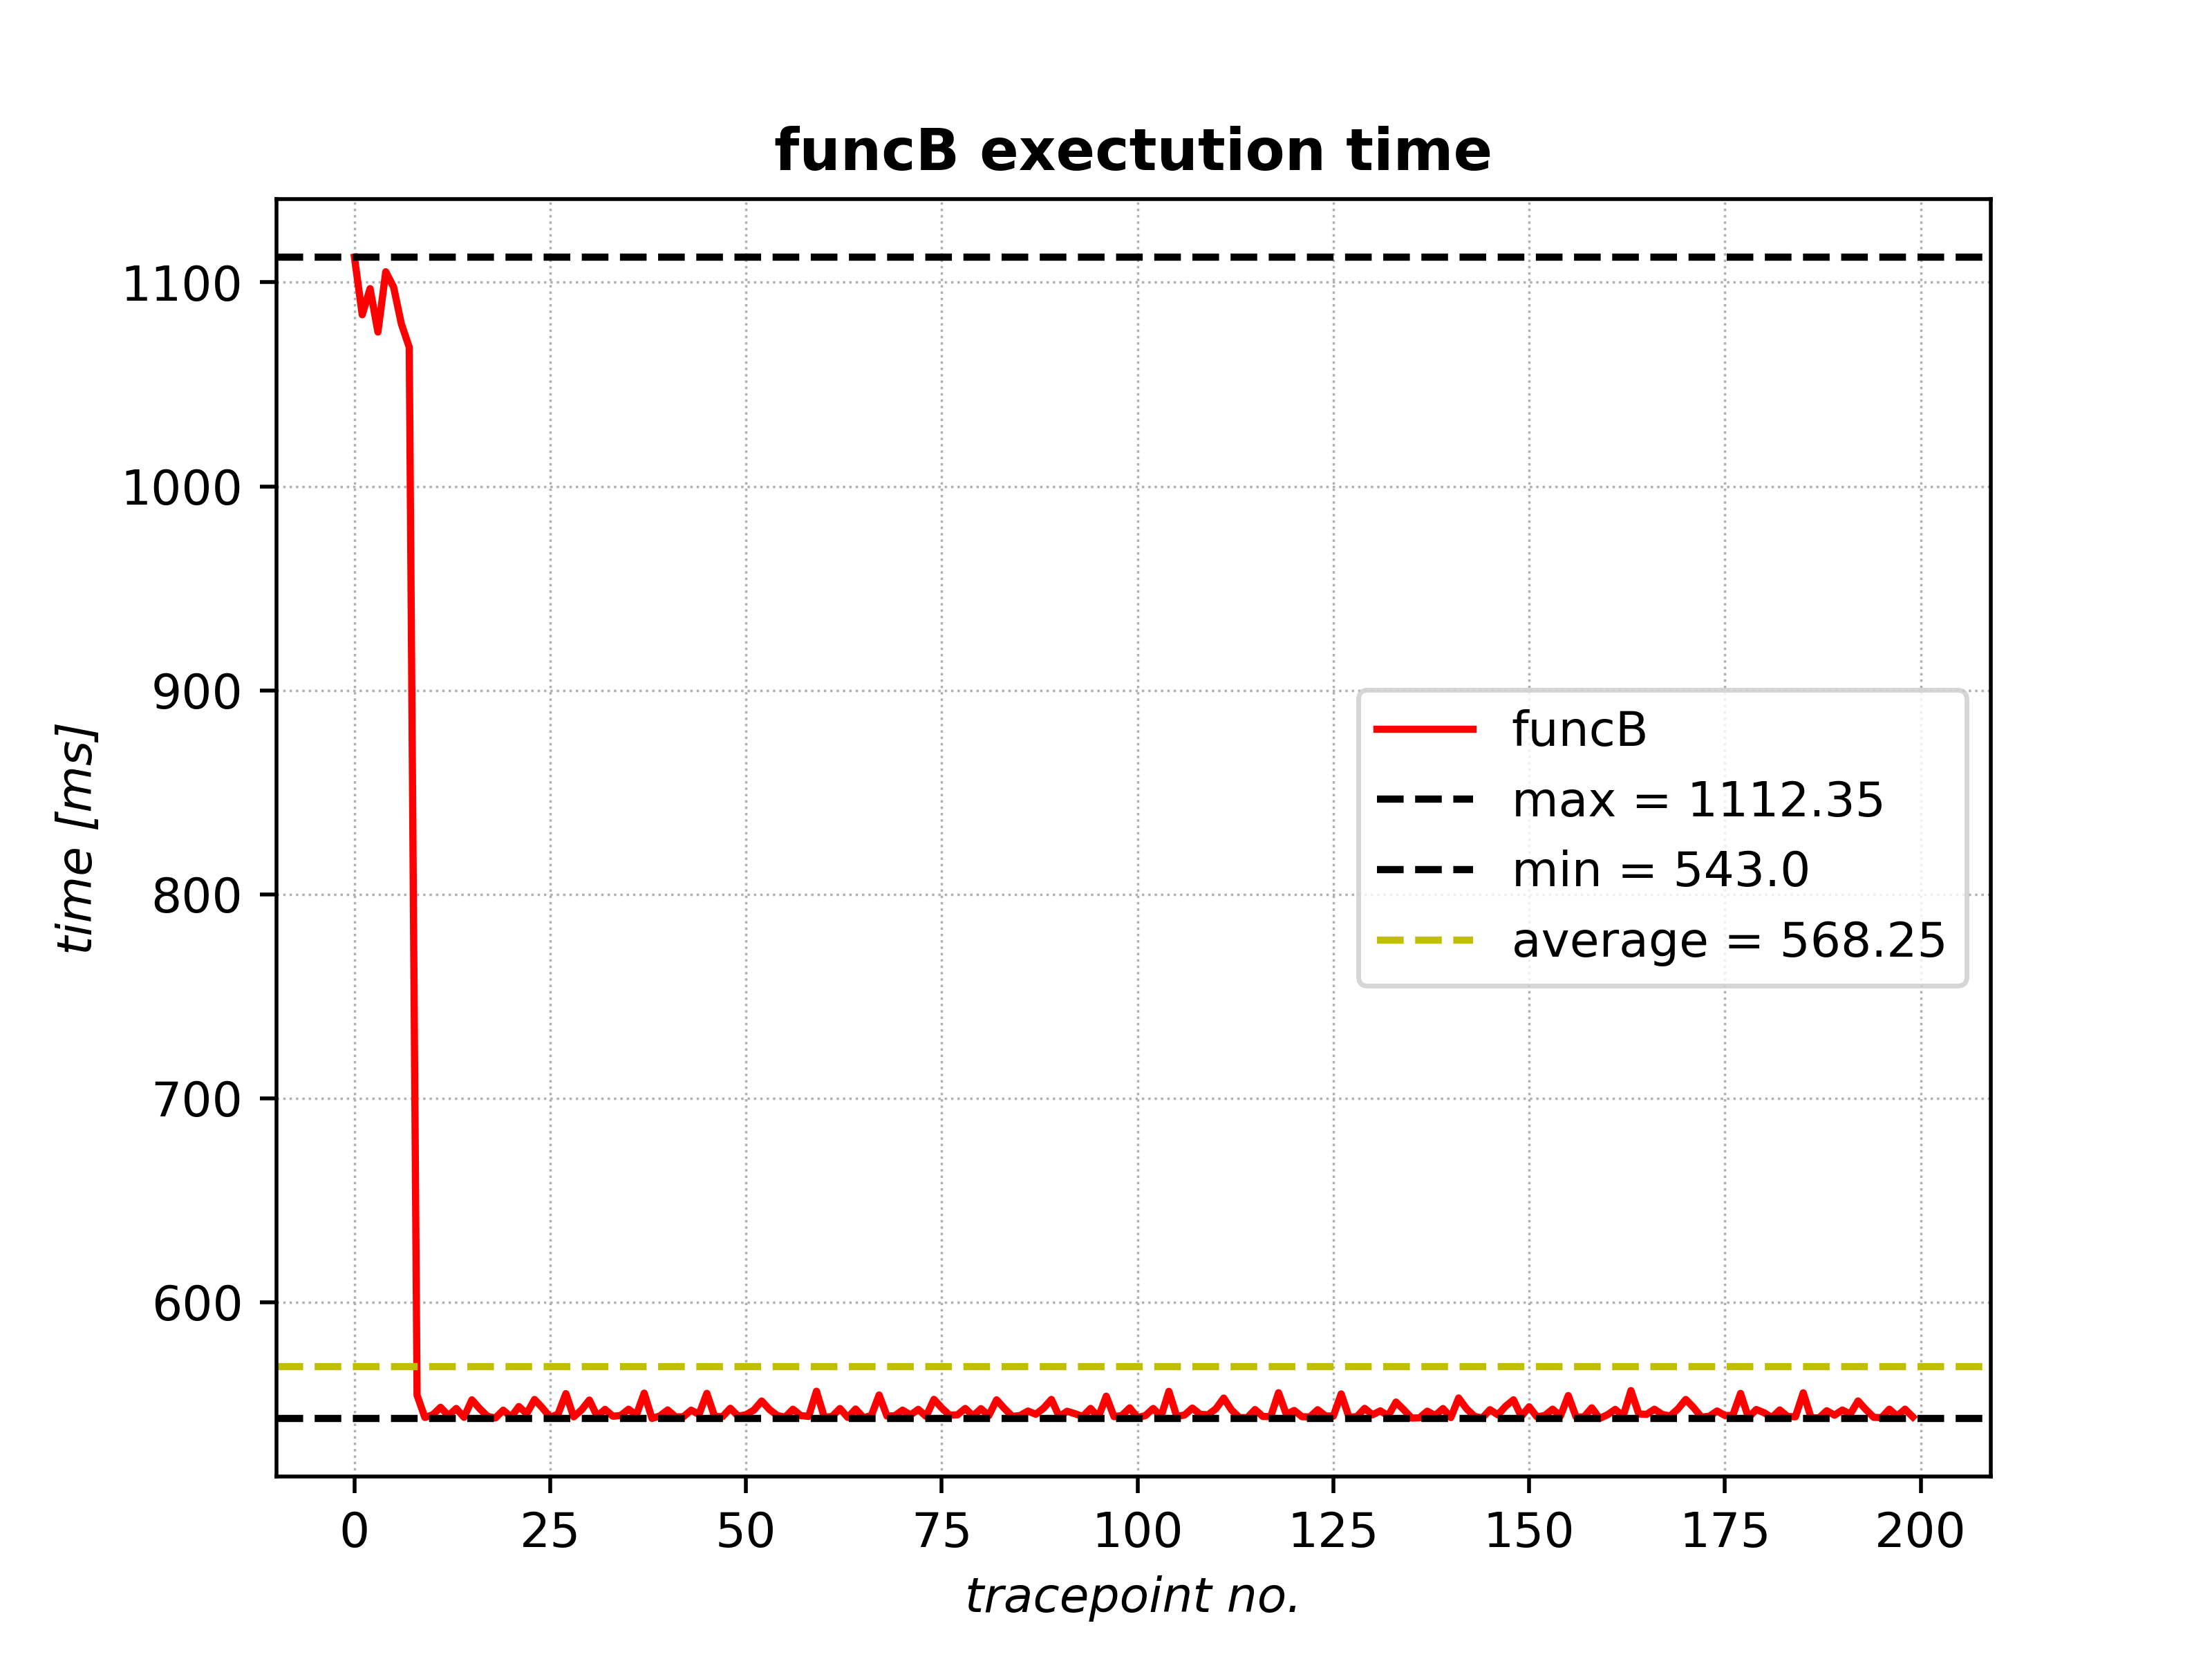 funcB exectution time
1100
1000
900
800
700
600
time [ms]
funcB
max = 1112.35
min = 543.0
average = 568.25
0 25 50 75 100 125 150 175 200
tracepoint no.